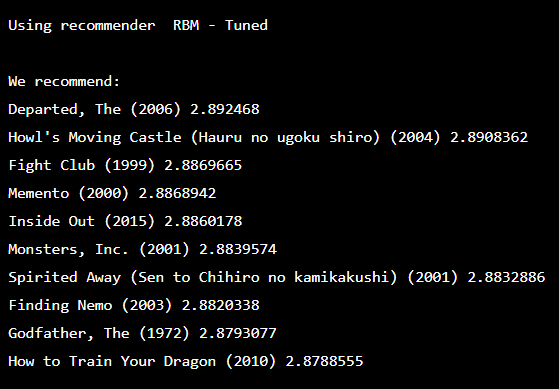 Using recommender  RBM - Tuned
We recommend:
Departed, The (2006) 2.892468
Howl's Moving Castle (Hauru no ugoku shiro) (2004) 2.8908362
Fight Club (1999) 2.8869665
Memento (2000) 2.8868942
Inside Out (2015) 2.8860178
Monsters, Inc. (2001) 2.8839574
Spirited Away (Sen to Chihiro no kamikakushi) (2001) 2.8832886
Finding Nemo (2003) 2.8820338
Godfather, The (1972) 2.8793077
How to Train Your Dragon (2010) 2.8788555